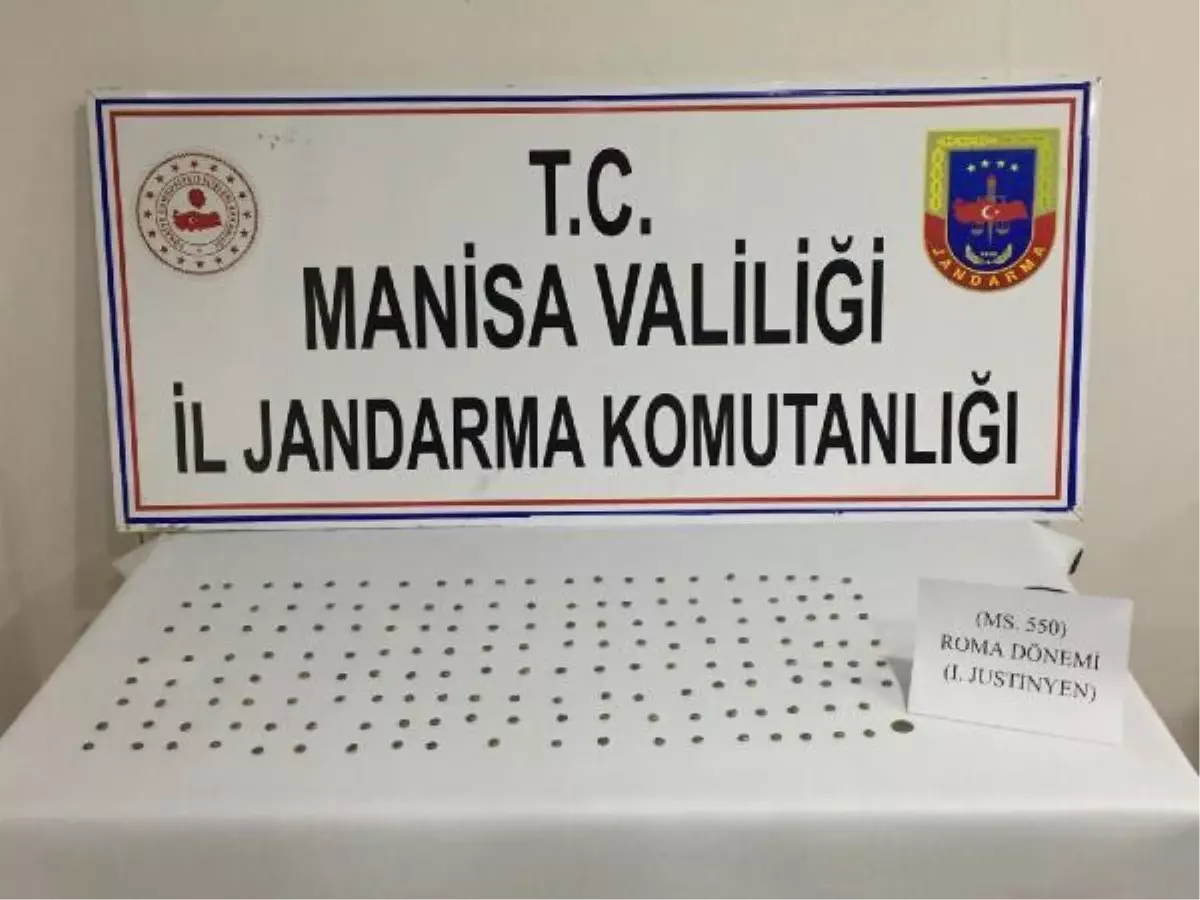 T.C.
MANİSA VALİLİĞİ
İL JANDARMA KOMUTANLIĞI
JANDARMA
(MS. 550)
ROMA DÖNEMİ
(I. JUSTINYEN)